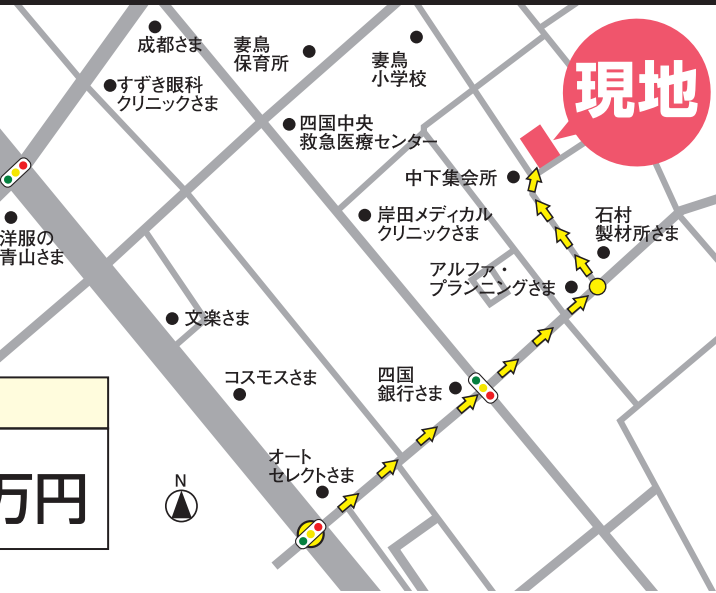 成都さま
妻鳥
保育所
妻鳥
小学校
現地
すずき眼科
クリニックさま
四国中央
救急医療センター
中下集会所
岸田メディカル
クリニックさま
石村
製材所さま
洋服の
青山さま
アルファ・
プランニングさま
文楽さま
コスモスさま
四国
銀行さま
オート
セレクトさま
N
万円